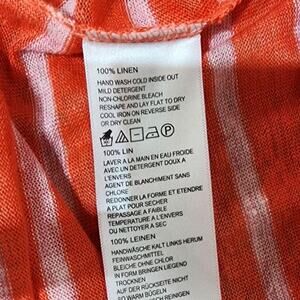 100% LINEN
HAND WASH COLD INSIDE OUT
MILD DETERGENT
NON-CHLORINE BLEACH
RESHAPE AND LAY FLAT TO DRY
COOL IRON ON REVERSE SIDE
OR DRY CLEAN
P
100% LIN
LAVER A LA MAIN EN EAU FROIDE
AVEC UN DETERGENT DOUX A
L'ENVERS
AGENT DE BLANCHIMENT SANS
CHLORE
REDONNER LA FORME ET ETENDRE
A PLAT POUR SECHER
REPASSAGE A FAIBLE
TEMPERATURE A L'ENVERS
OU NETTOYER A SEC
100% LEINEN
HANDWÄSCHE KALT LINKS HERUM
FEINWASCHMITTEL
BLEICHE OHNE CHLOR
IN FORM BRINGEN LIEGEND
TROCKNEN
AUF DER RÜCKSEITE NICHT
SO WARM BÜGELN
REINIGEN